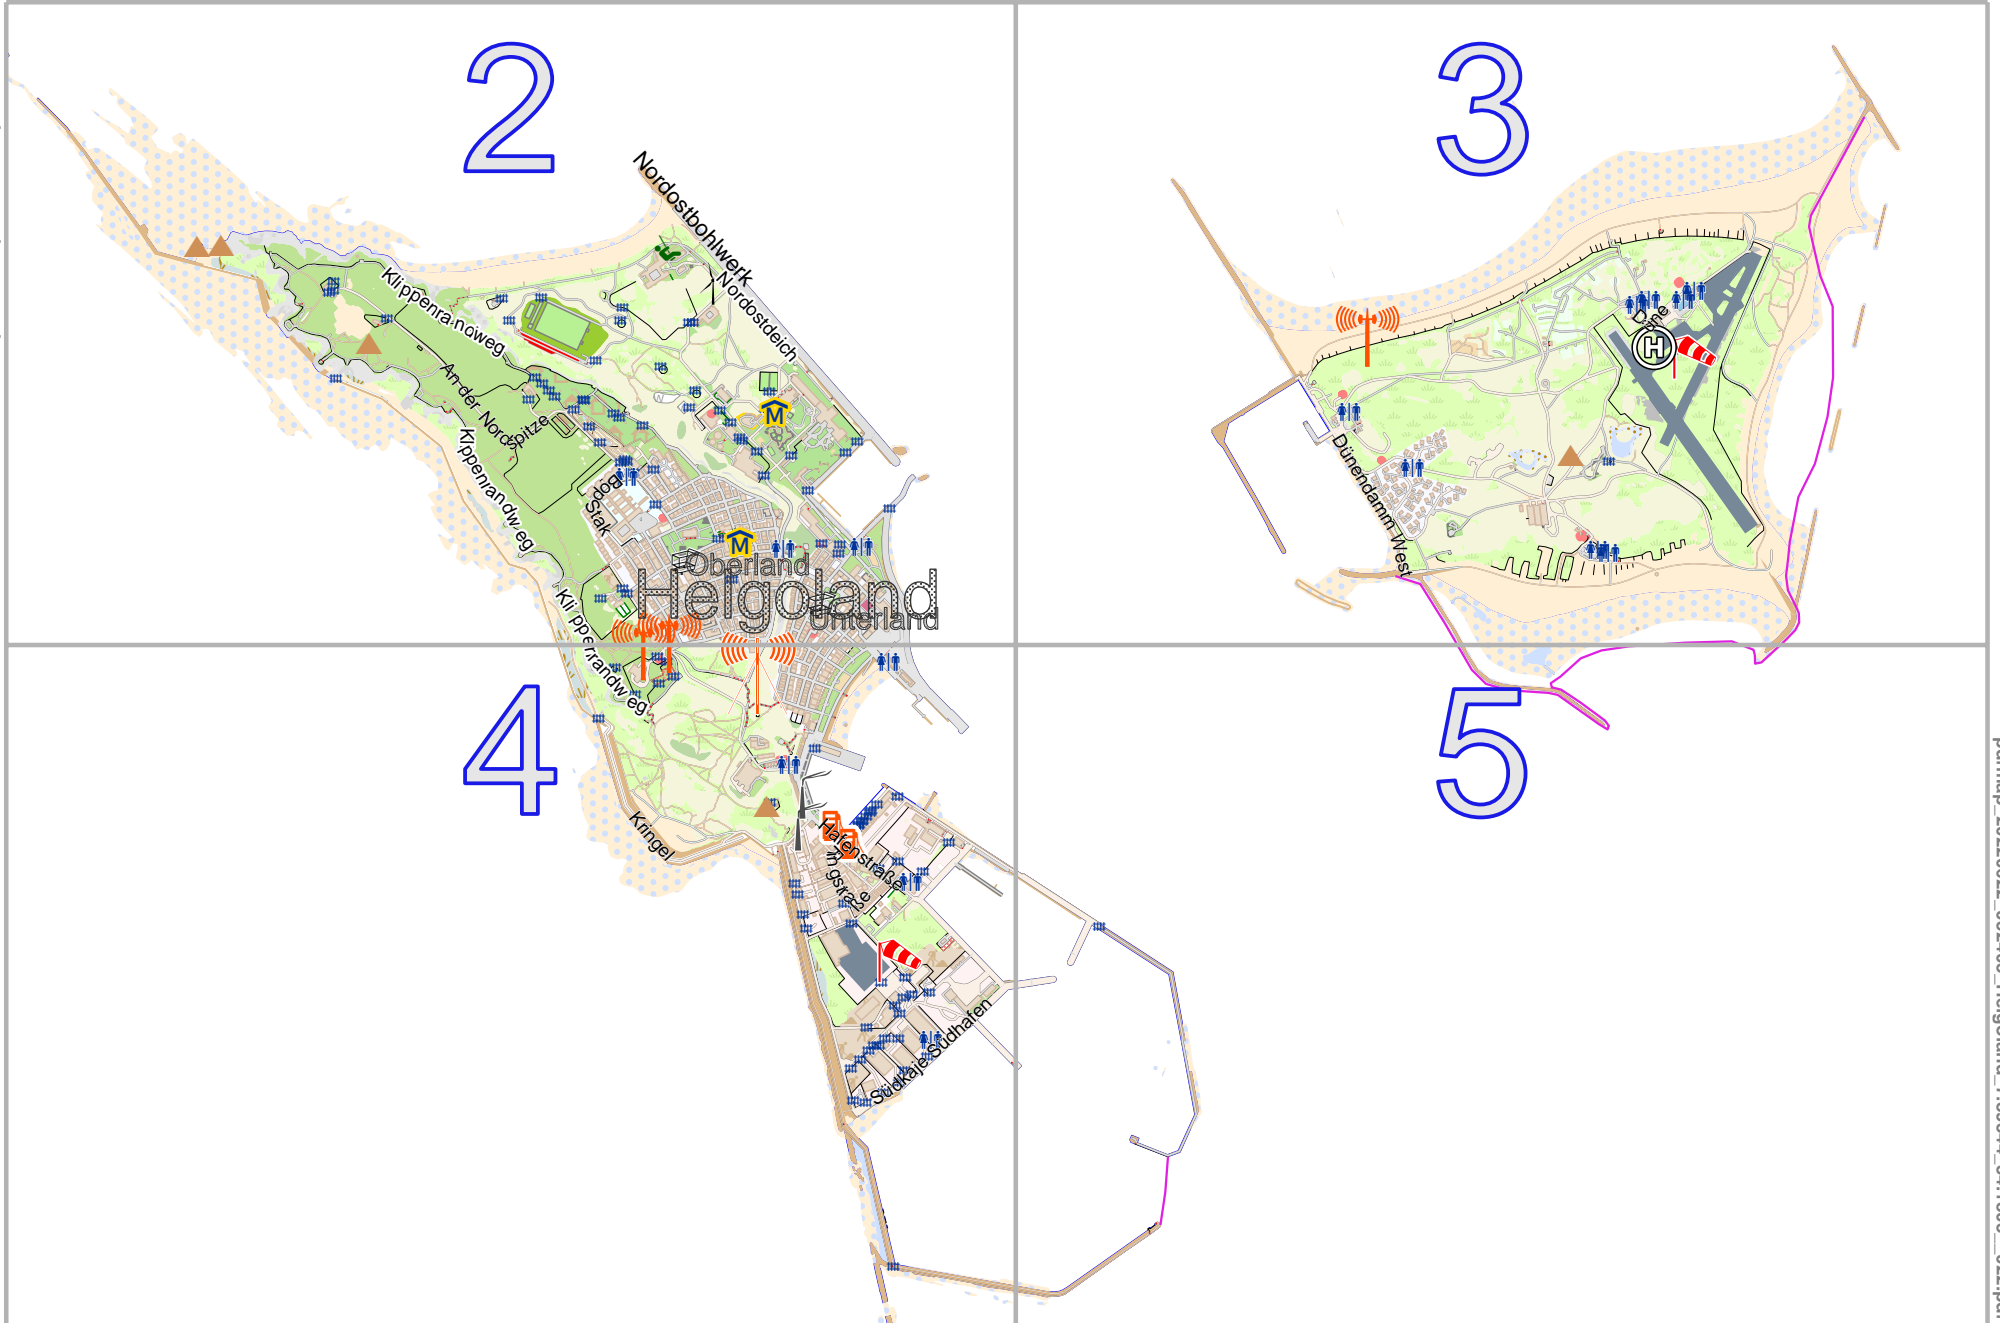 2
3
Nordostbohlwerk
Nordostdeich
Klippenrandweg
An der Nordspitze
Klippenrandweg
Dünendamm West
Düne
H
M
M
Oberland
Helgoland
Unterland
Klippenrandweg
4
5
Kringel
Hafenstraße
Südkaje Südhafen